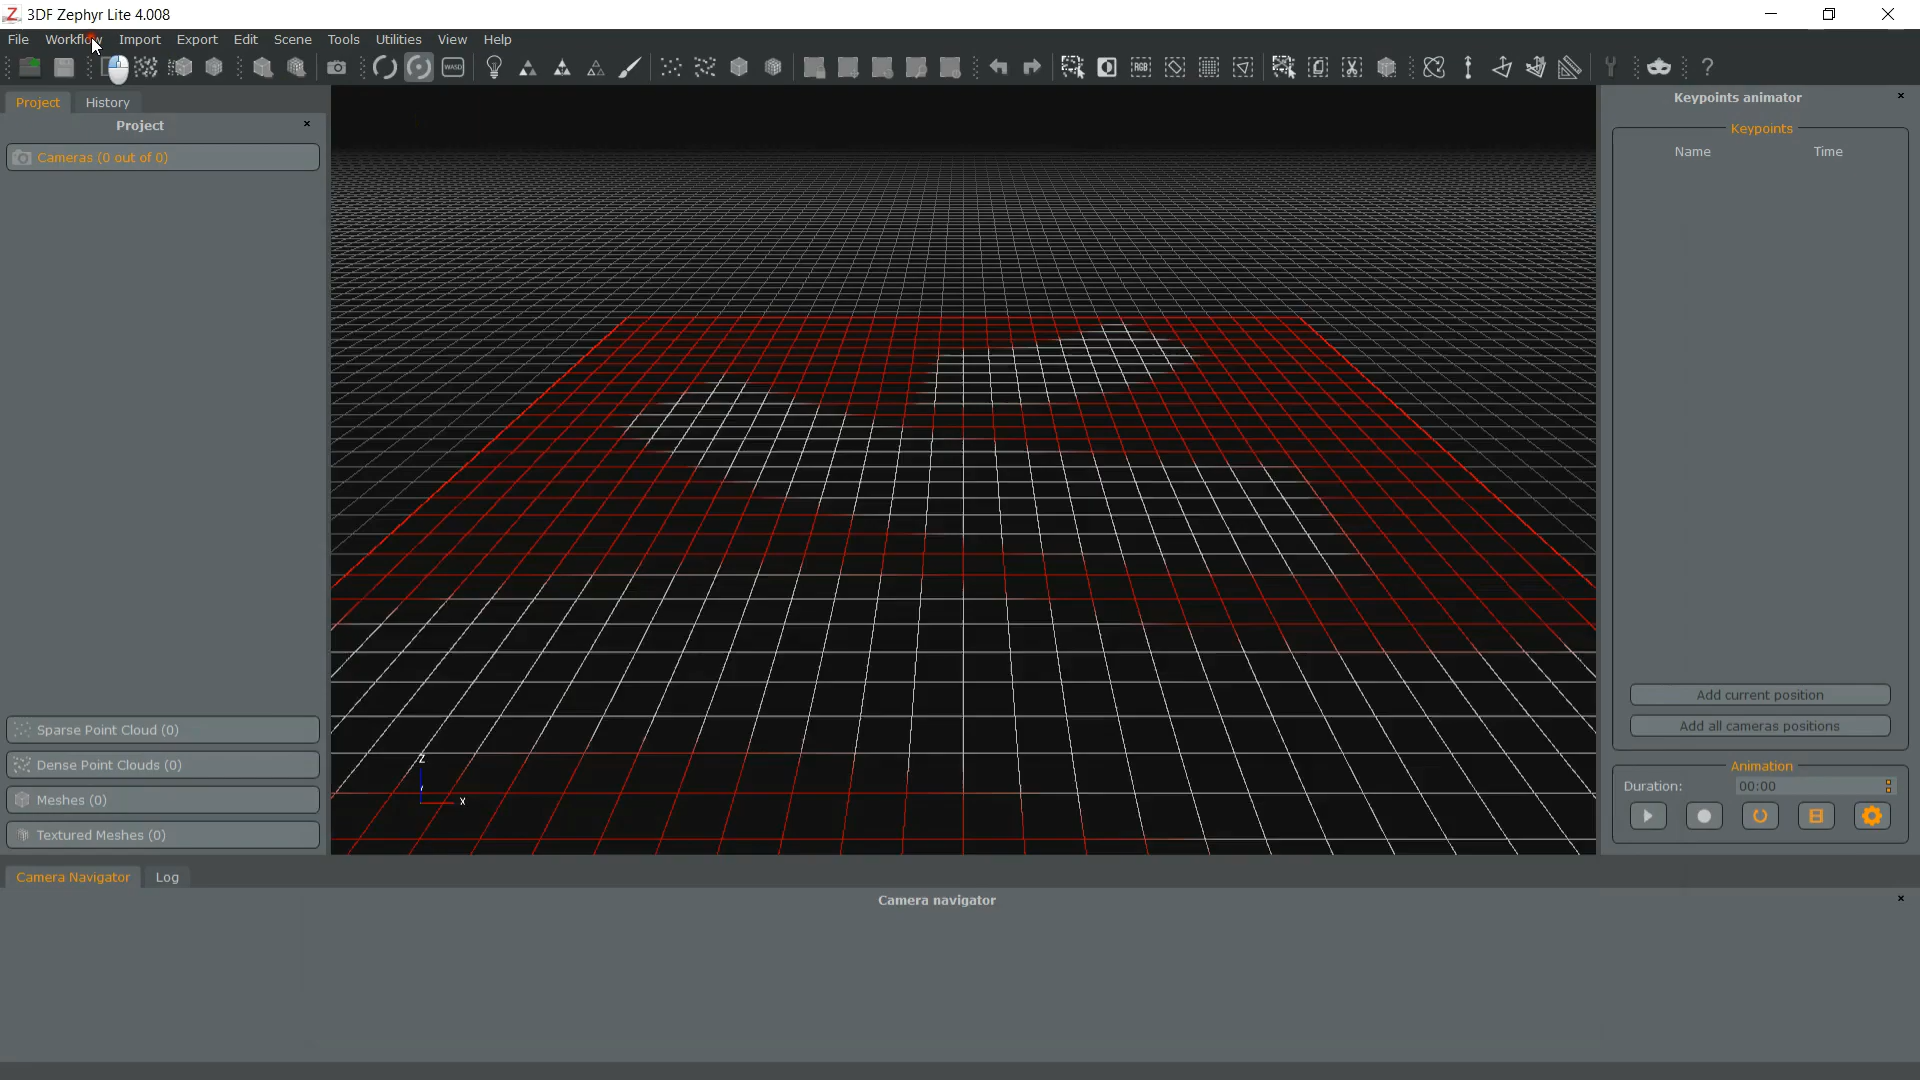 3DF Zephyr Lite 4.008
File Workflow Import Export Edit Scene Tools Utilities View Help
WASD
RGB
Project History
Project
Cameras (0 out of 0)
Sparse Point Cloud (0)
Dense Point Clouds (0)
Meshes (0)
Textured Meshes (0)
Z
X
Keypoints animator
Keypoints
Name Time
Add current position
Add all cameras positions
Animation
Duration: 00:00
Camera Navigator Log
Camera navigator